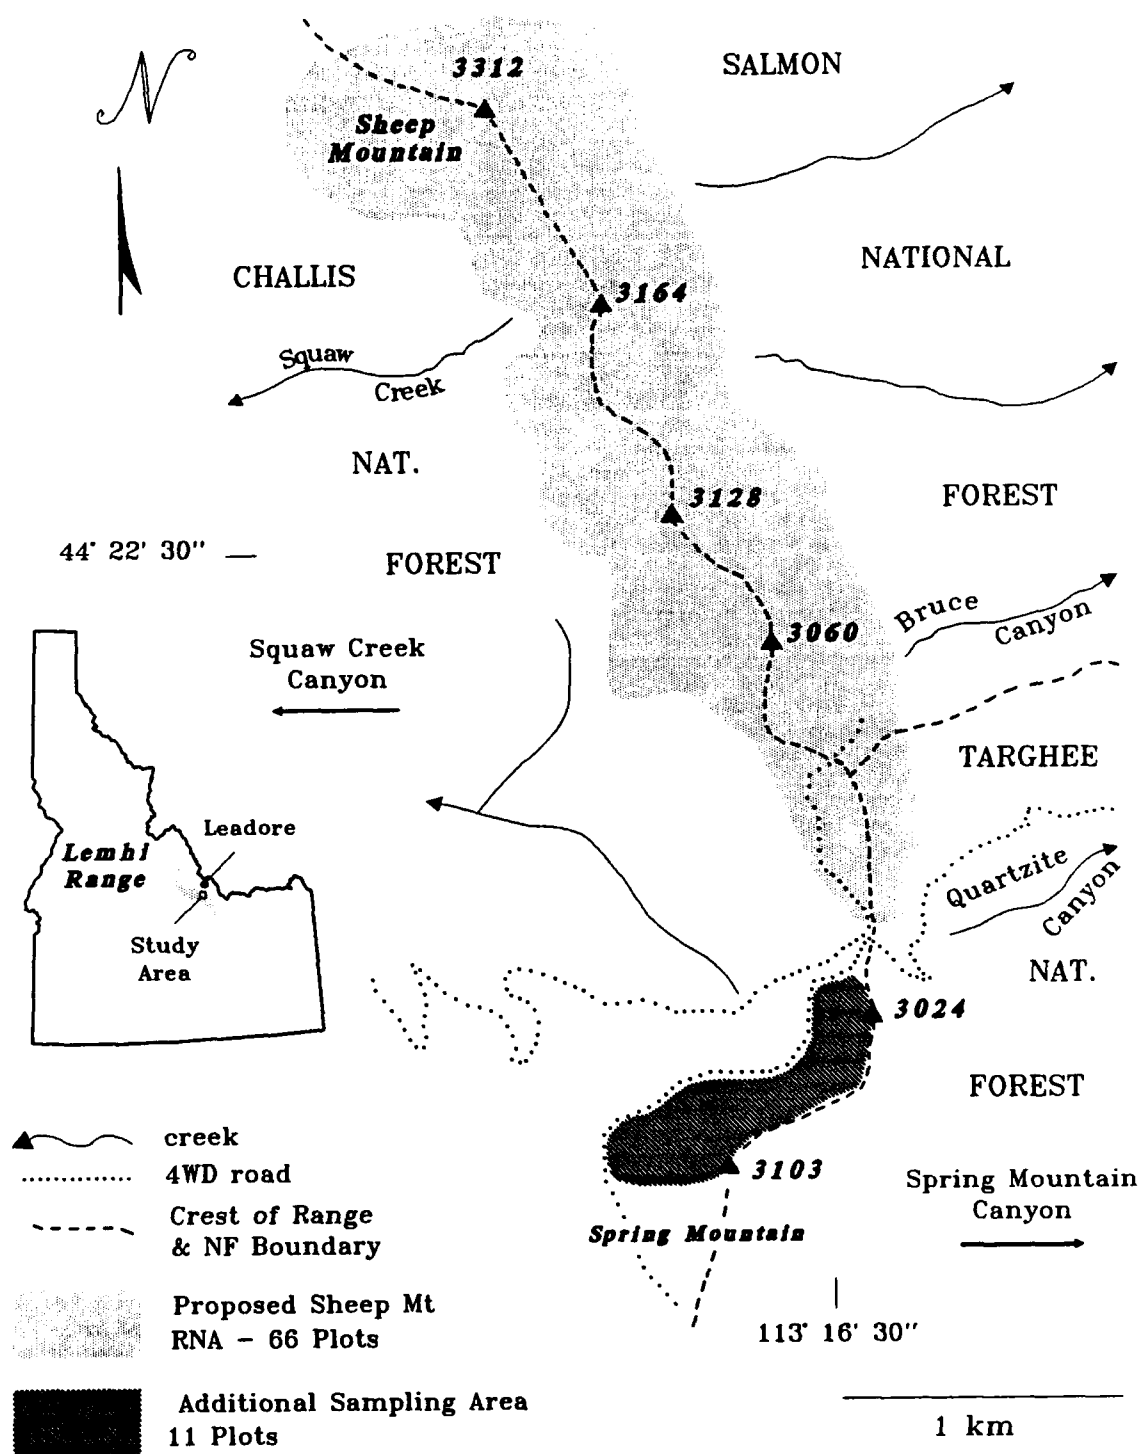 N
3312
Sheep
Mountain
SALMON
NATIONAL
CHALLIS
3164
Squaw
Creek
NAT.
3128
FOREST
44° 22' 30"
FOREST
Bruce
Canyon
3060
Squaw Creek
Canyon
TARGHEE
Leadore
Lemhi
Range
Quartzite
Canyon
Study
Area
NAT.
3024
FOREST
creek
4WD road
3103
Spring Mountain
Canyon
Crest of Range
& NF Boundary
Spring Mountain
Proposed Sheep Mt
RNA - 66 Plots
113° 16' 30"
Additional Sampling Area
11 Plots
1 km